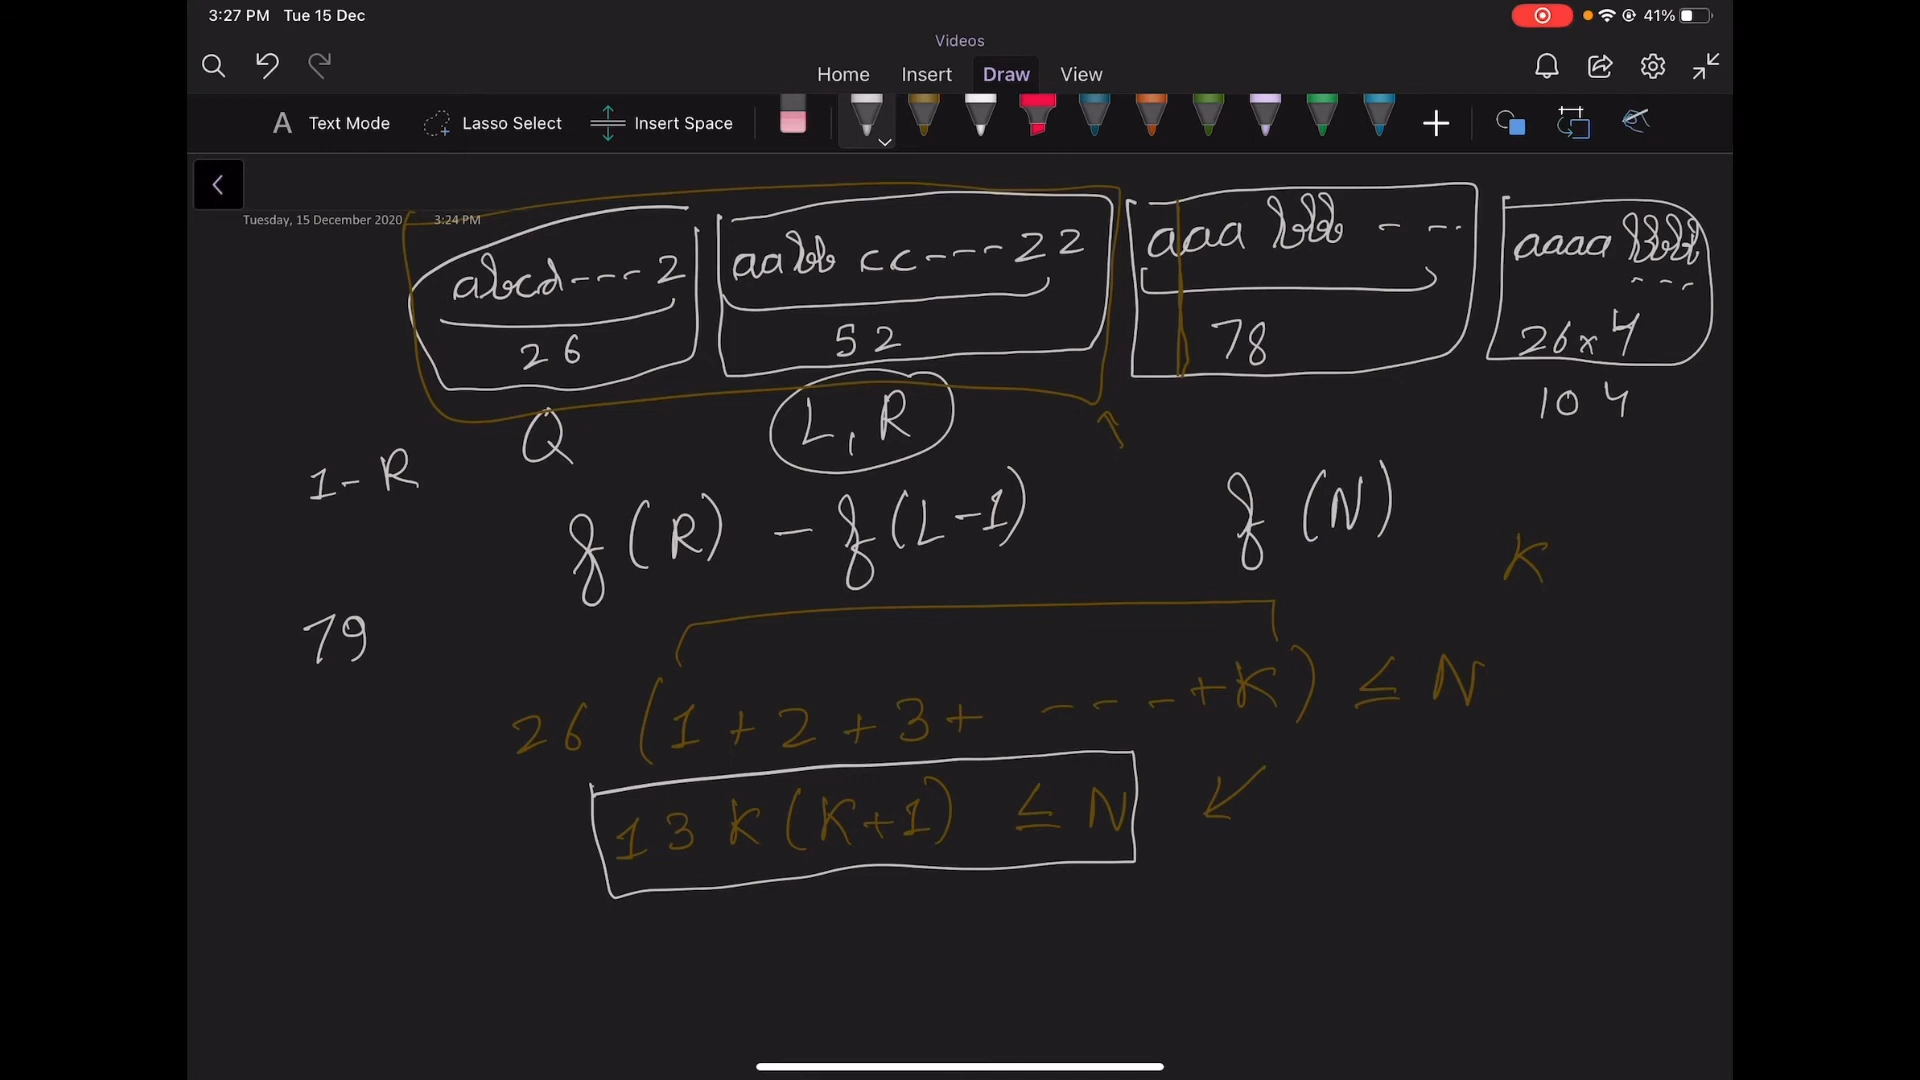 3:27 PM Tue 15 Dec
41%
Videos
Home Insert Draw View
A Text Mode Lasso Select Insert Space
Tuesday, 15 December 2020 3:24 PM
abcd---z aabb cc---zz aaa bbb - -.. aaaa bbbb ---
26 52 78 26x4
104
Q L, R
1- R
f(R) - f(L-1) f(N)
K
79
26 (1+2+3+ ---+K) ≤ N
13 K(K+1) ≤ N